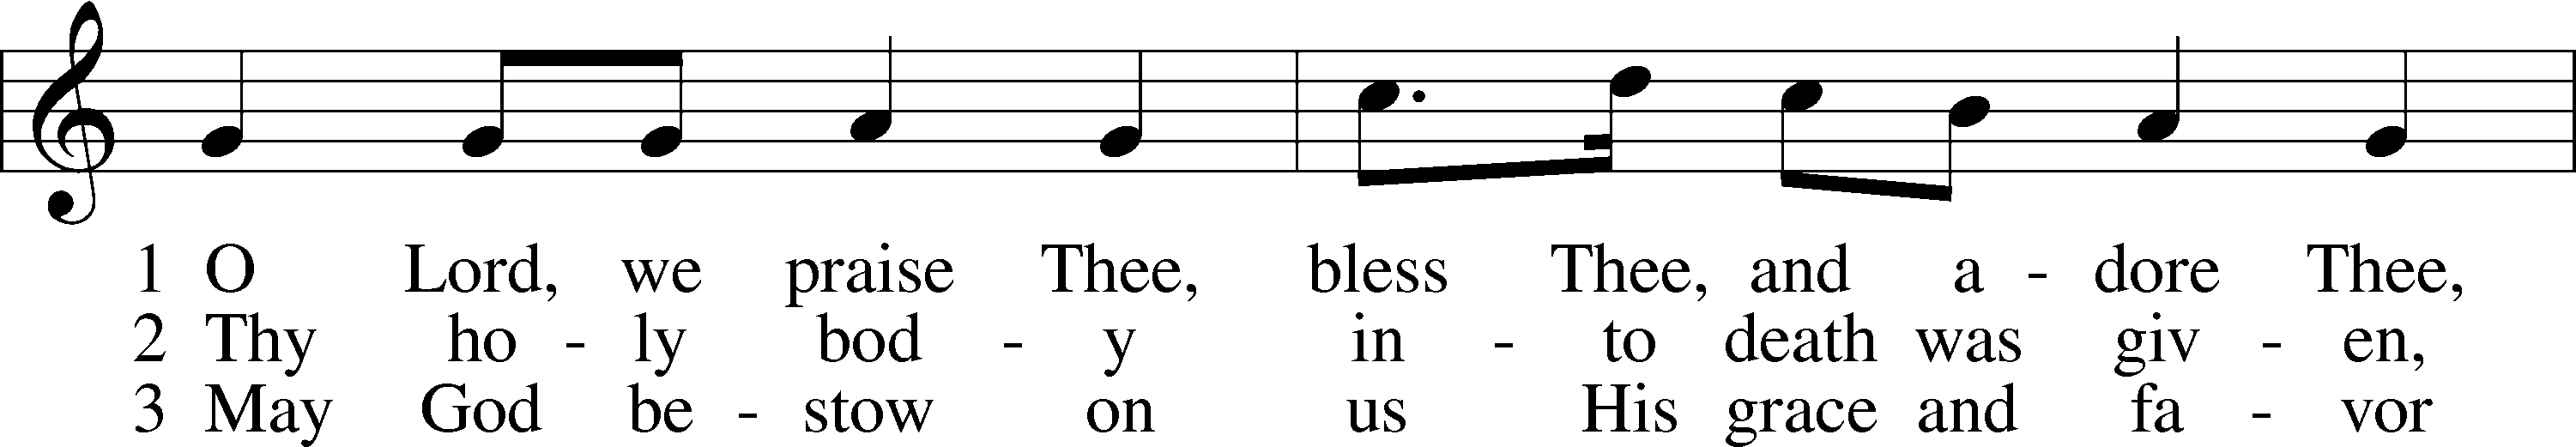 1 O Lord, we praise Thee, bless Thee, and a - dore Thee,
2 Thy ho - ly bod - y in - to death was giv - en,
3 May God be - stow on us His grace and fa - vor